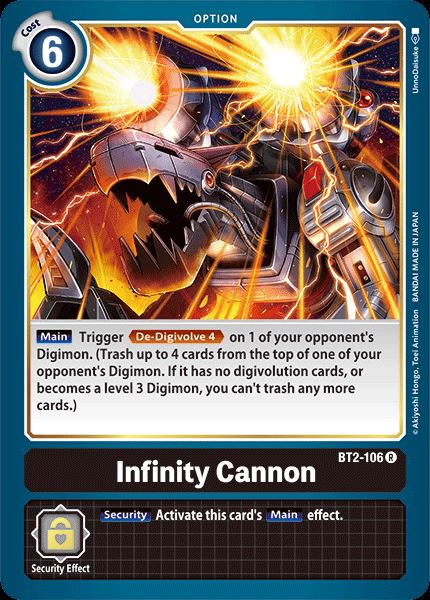 OPTION
Cost
6
UnnoDaisuke
Main Trigger De-Digivolve 4 on 1 of your opponent's
Digimon. (Trash up to 4 cards from the top of one of your
opponent's Digimon. If it has no digivolution cards, or
becomes a level 3 Digimon, you can't trash any more
cards.)
© Akiyoshi Hongo, Toei Animation BANDAI MADE IN JAPAN
BT2-106 R
Infinity Cannon
Security Activate this card's Main effect.
Security Effect